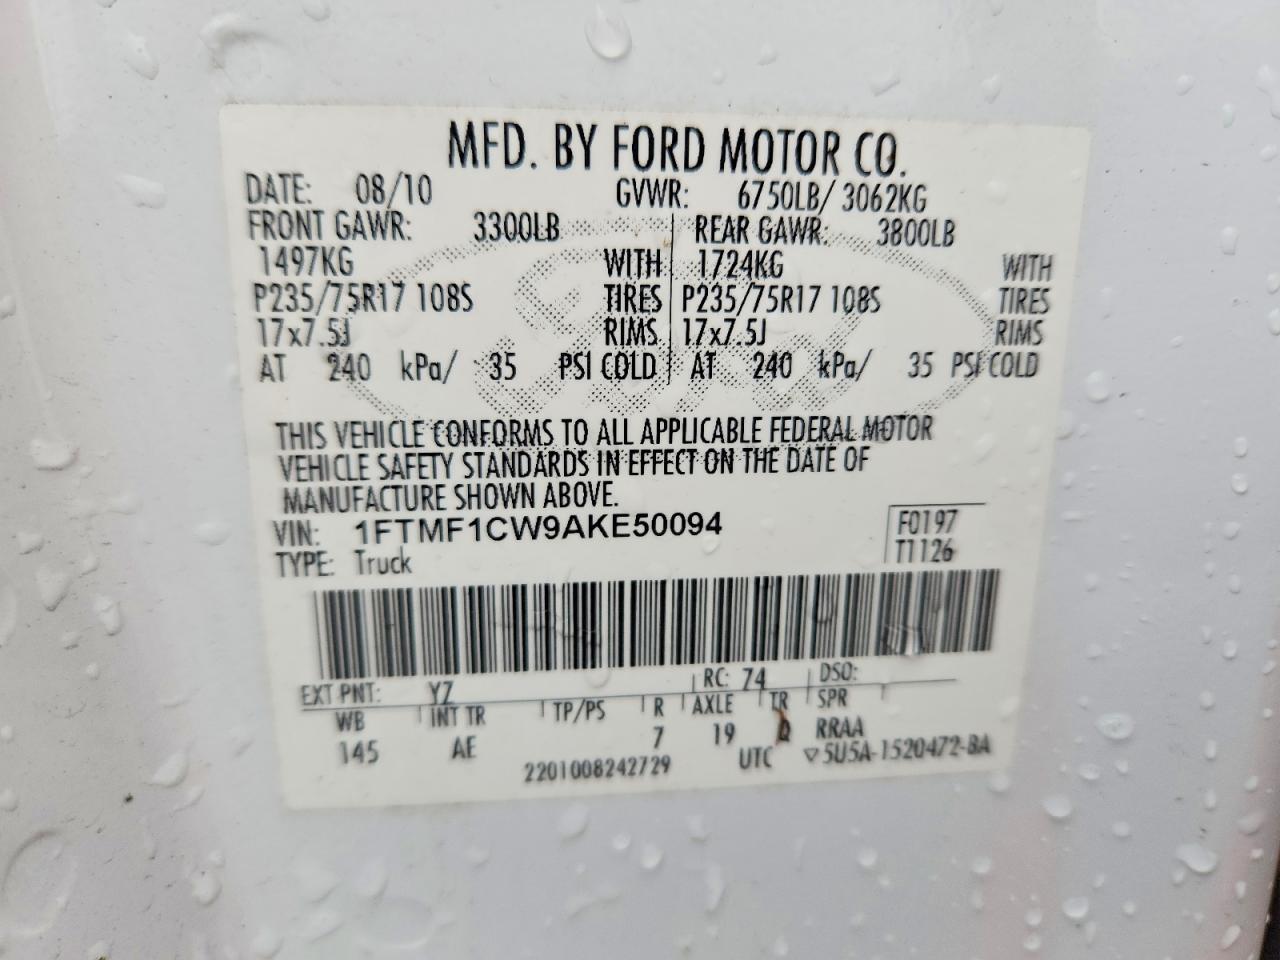 MFD. BY FORD MOTOR CO.
DATE: 08/10 GVWR: 6750LB/ 3062KG
FRONT GAWR: 3300LB REAR GAWR: 3800LB
1497KG WITH 1724KG WITH
P235/75R17 108S TIRES P235/75R17 108S TIRES
17x7.5J RIMS 17x7.5J RIMS
AT 240 kPa/ 35 PSI COLD AT 240 kPa/ 35 PSI COLD
THIS VEHICLE CONFORMS TO ALL APPLICABLE FEDERAL MOTOR
VEHICLE SAFETY STANDARDS IN EFFECT ON THE DATE OF
MANUFACTURE SHOWN ABOVE.
VIN: 1FTMF1CW9AKE50094 F0197
TYPE: Truck T1126
EXT PNT: YZ RC: 74 DSO:
WB INT TR TP/PS R AXLE TR SPR
145 AE 7 19 RRAA
2201008242729 UTC ▽5U5A-1520472-BA